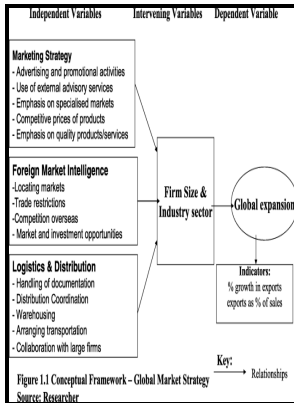 Independent Variables Intervening Variables Dependent Variable
Marketing Strategy
- Advertising and promotional activities
- Use of external advisory services
- Emphasis on specialised markets
- Competitive prices of products
- Emphasis on quality products/services
Foreign Market Intelligence
-Locating markets
-Trade restrictions
-Competition overseas
- Market and investment opportunities
Logistics & Distribution
- Handling of documentation
- Distribution Coordination
- Warehousing
- Arranging transportation
- Collaboration with large firms
Firm Size &
Industry sector
Global expansion
Indicators:
% growth in exports
exports as % of sales
Key:
Relationships
Figure 1.1 Conceptual Framework – Global Market Strategy
Source: Researcher